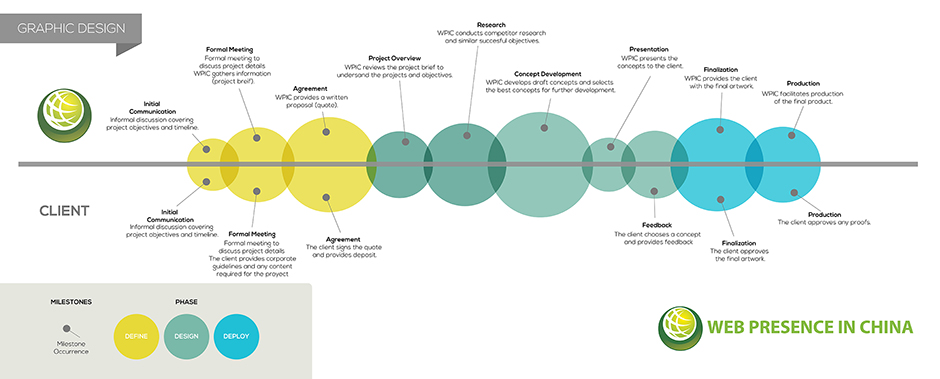 GRAPHIC DESIGN
Initial
Communication
Informal discussion covering
project objectives and timeline.
Formal Meeting
Formal meeting to
discuss project details
WPIC gathers information
(project breif').
Agreement
WPIC provides a written
proposal (quote).
Project Overview
WPIC reviews the project brief to
undersand the projects and objectives.
Research
WPIC conducts competitor research
and similar succesful objectives.
Concept Development
WPIC develops draft concepts and selects
the best concepts for further development.
Presentation
WPIC presents the
concepts to the client.
Finalization
WPIC provides the client
with the final artwork.
Production
WPIC facilitates production
of the final product.
CLIENT
Initial
Communication
Informal discussion covering
project objectives and timeline.
Formal Meeting
Formal meeting to
discuss project details
The client provides corporate
guidelines and any content
required for the proyect
Agreement
The client signs the quote
and provides deposit.
Feedback
The client chooses a concept
and provides feedback
Finalization
The client approves
the final artwork.
Production
The client approves any proofs.
MILESTONES
PHASE
Milestone
Occurrence
DEFINE
DESIGN
DEPLOY
WEB PRESENCE IN CHINA